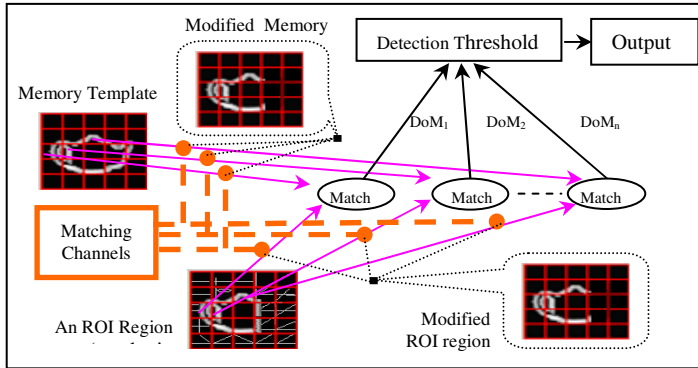 Modified Memory
Detection Threshold
Output
Memory Template
DoM1
DoM2
DoMn
Match
Match
Match
Matching
Channels
An ROI Region
Modified
ROI region